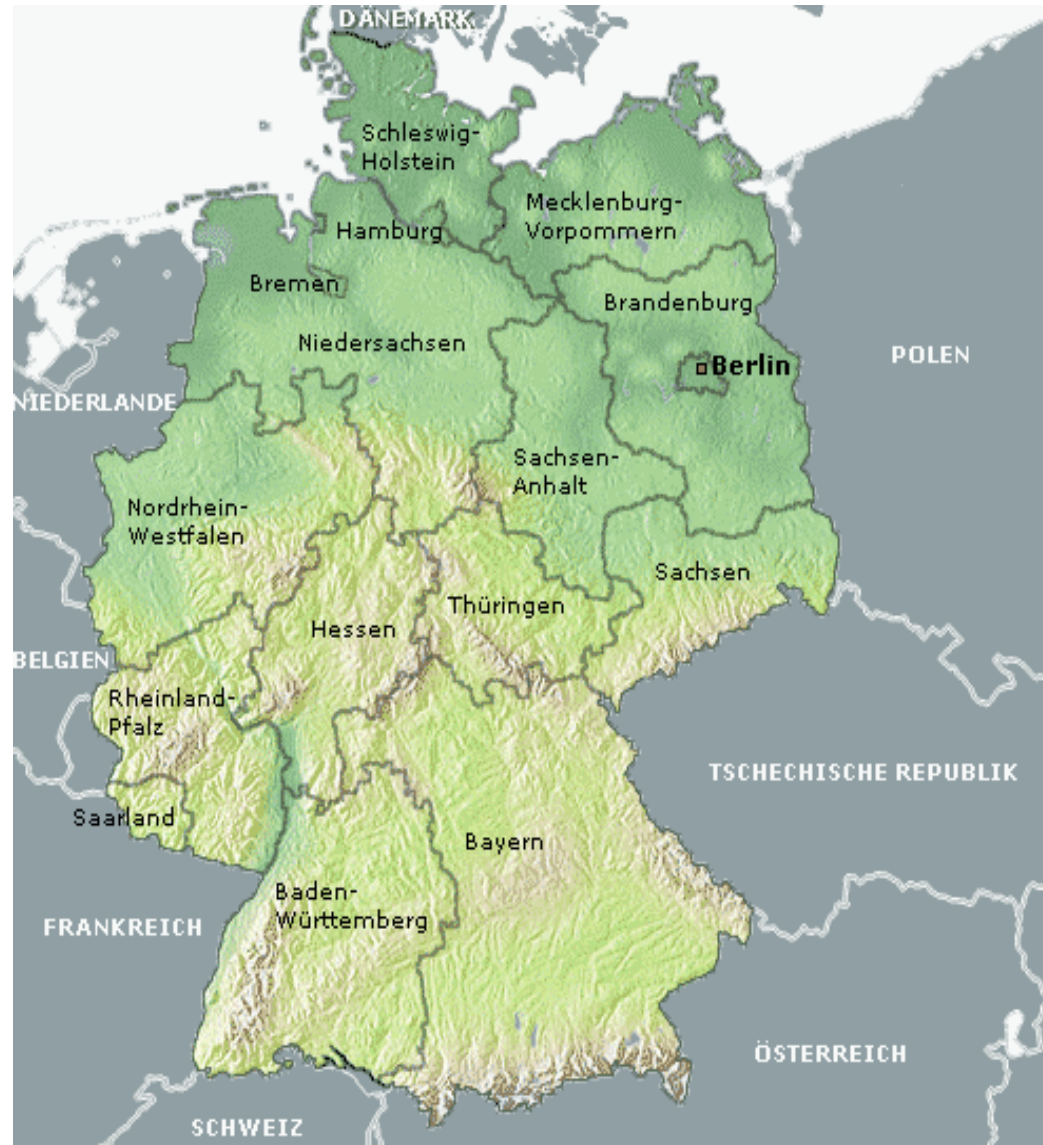 DÄNEMARK
Schleswig-
Holstein
Mecklenburg-
Vorpommern
Hamburg
Bremen
Brandenburg
Niedersachsen
POLEN
Berlin
NIEDERLANDE
Sachsen-
Anhalt
Nordrhein-
Westfalen
Sachsen
Thüringen
Hessen
BELGIEN
Rheinland-
Pfalz
TSCHECHISCHE REPUBLIK
Saarland
Bayern
Baden-
Württemberg
FRANKREICH
ÖSTERREICH
SCHWEIZ